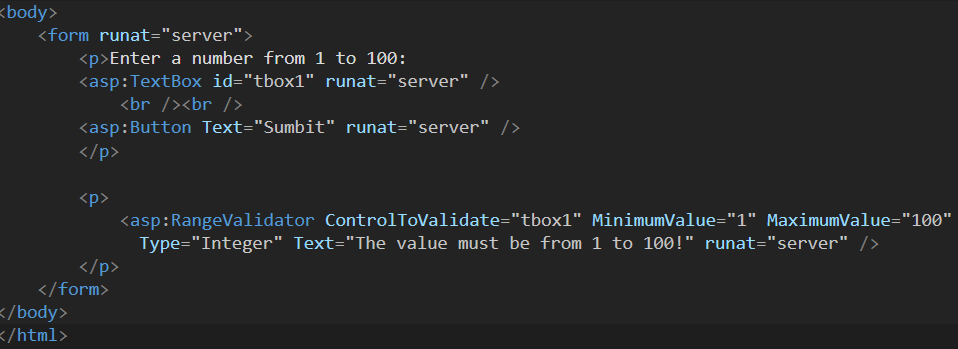 <body>
<form runat="server">
<p>Enter a number from 1 to 100:
<asp:TextBox id="tbox1" runat="server" />
<br /><br />
<asp:Button Text="Sumbit" runat="server" />
</p>
<p>
<asp:RangeValidator ControlToValidate="tbox1" MinimumValue="1" MaximumValue="100"
Type="Integer" Text="The value must be from 1 to 100!" runat="server" />
</p>
</form>
</body>
</html>